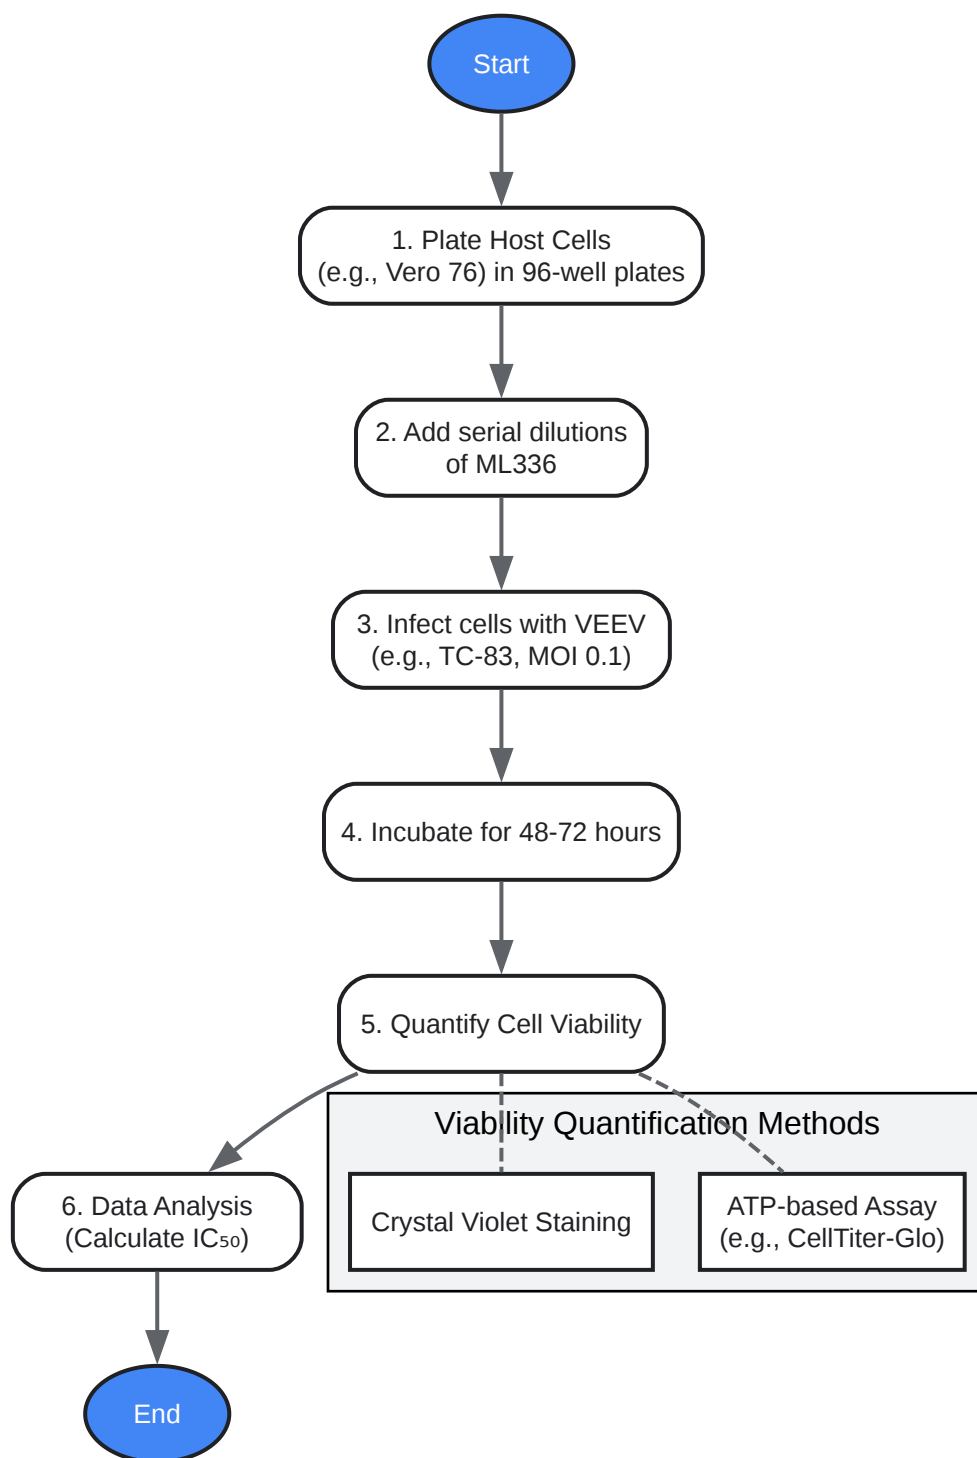 Start
1. Plate Host Cells
(e.g., Vero 76) in 96-well plates
2. Add serial dilutions
of ML336
3. Infect cells with VEEV
(e.g., TC-83, MOI 0.1)
4. Incubate for 48-72 hours
5. Quantify Cell Viability
Viability Quantification Methods
6. Data Analysis
(Calculate IC₅₀)
Crystal Violet Staining
ATP-based Assay
(e.g., CellTiter-Glo)
End